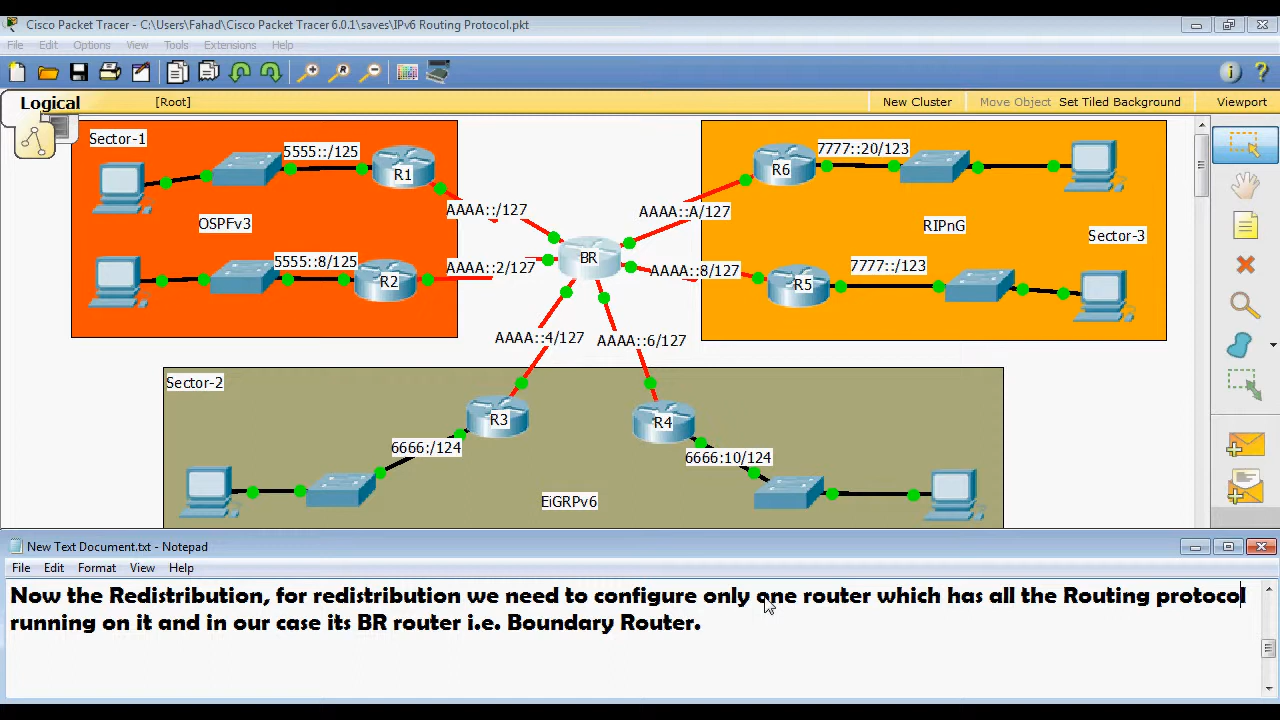 Cisco Packet Tracer - C:\Users\Fahad\Cisco Packet Tracer 6.0.1\saves\IPv6 Routing Protocol.pkt
File Edit Options View Tools Extensions Help
Logical [Root] New Cluster Move Object Set Tiled Background Viewport
Sector-1
5555::/125
R1
OSPFv3
AAAA::/127
5555::8/125
R2
AAAA::2/127
BR
AAAA::A/127
R6
7777::20/123
RIPnG
Sector-3
AAAA::8/127
R5
7777::/123
AAAA::4/127
AAAA::6/127
Sector-2
R3
R4
6666:/124
6666:10/124
EiGRPv6
New Text Document.txt - Notepad
File Edit Format View Help
Now the Redistribution, for redistribution we need to configure only one router which has all the Routing protocol
running on it and in our case its BR router i.e. Boundary Router.